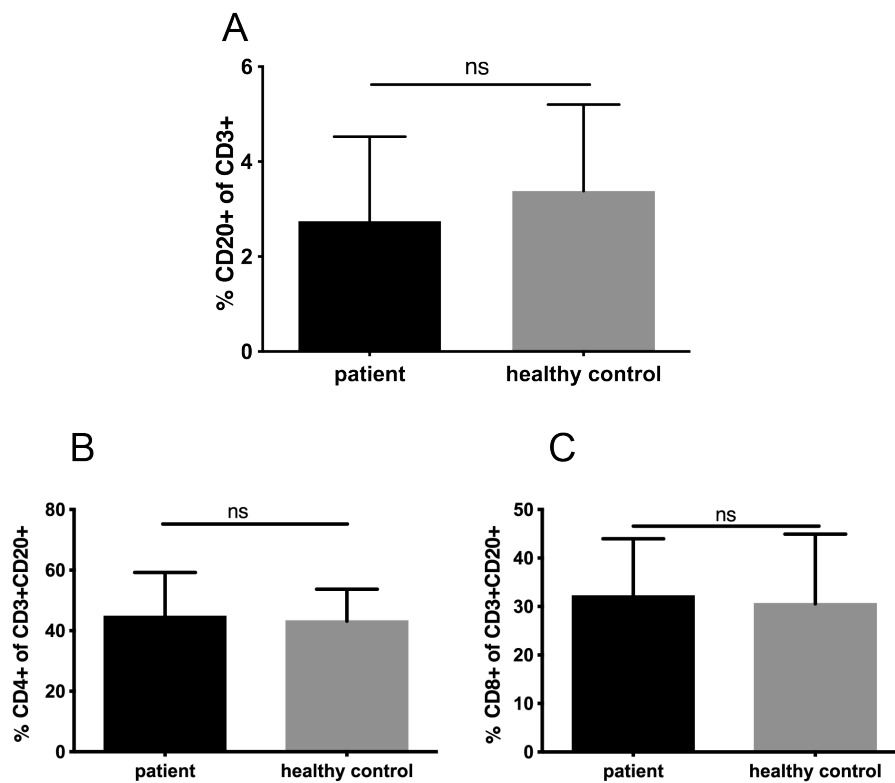 A
ns
% CD20+ of CD3+
6
4
2
0
patient
healthy control
B
ns
% CD4+ of CD3+CD20+
80
60
40
20
0
patient
healthy control
C
ns
% CD8+ of CD3+CD20+
50
40
30
20
10
0
patient
healthy control